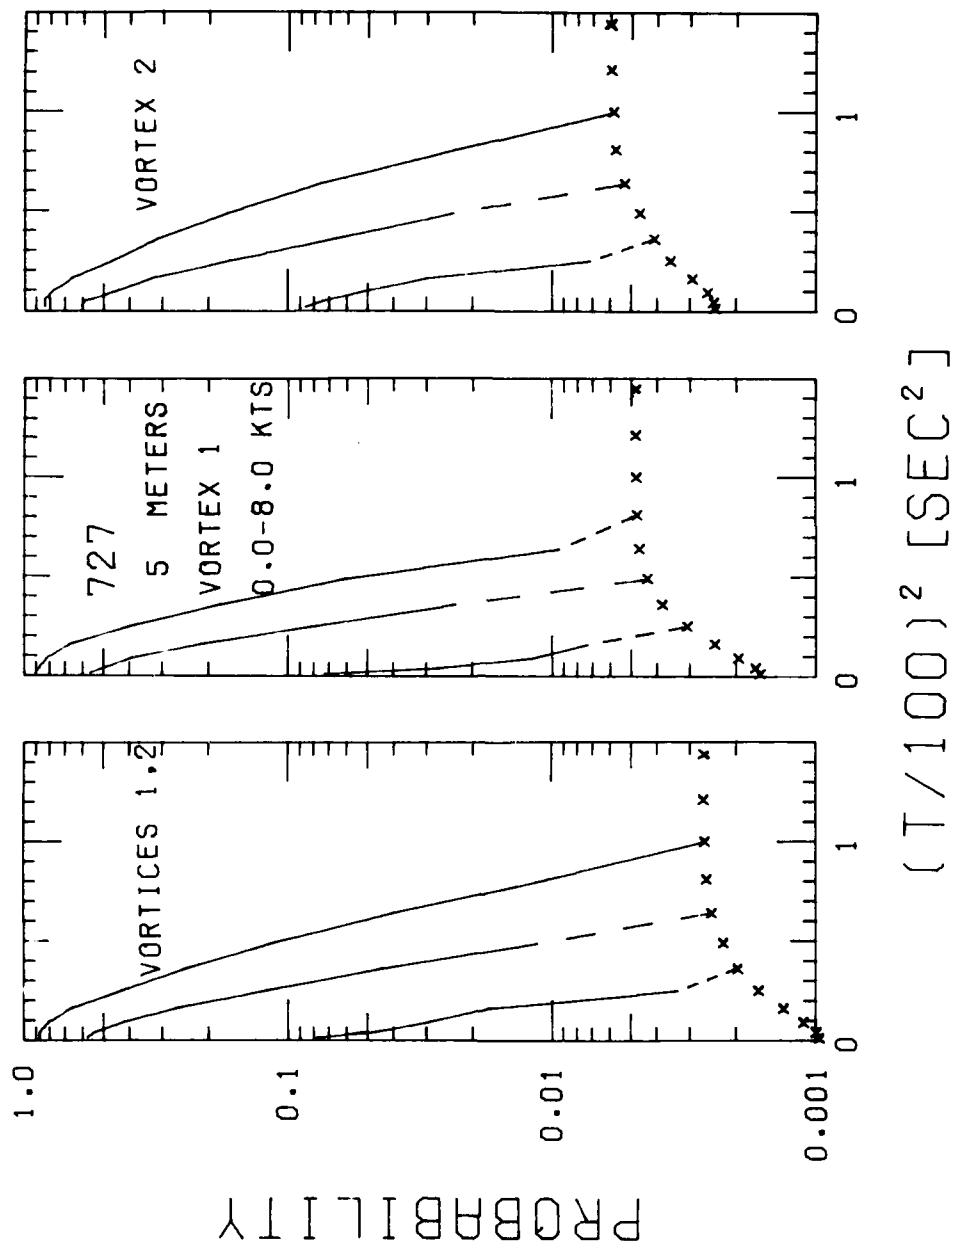 PROBABILITY
1.0
0.1
0.01
0.001
VORTICES 1,2
0
1
727
5 METERS
VORTEX 1
0.0-8.0 KTS
0
1
VORTEX 2
0
1
(T/100)² [SEC²]